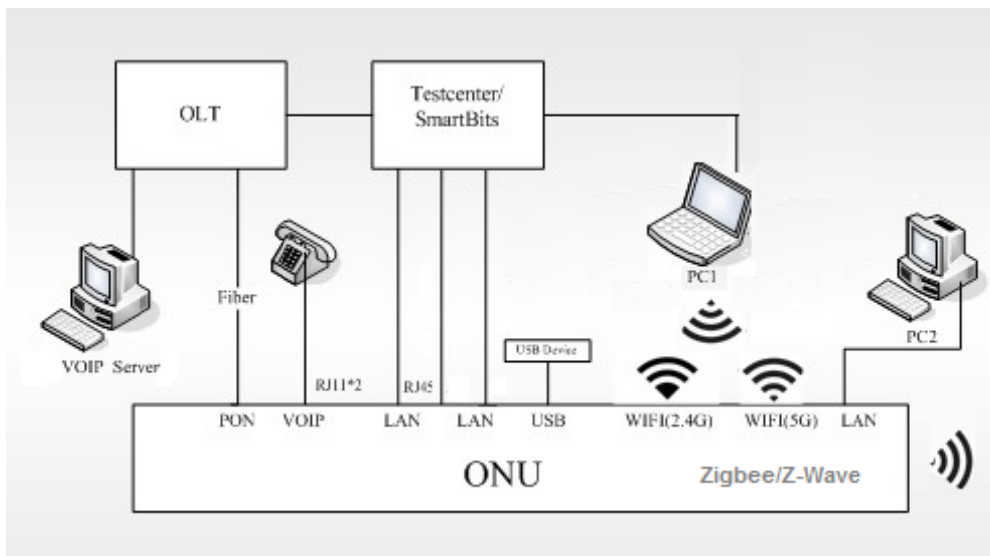 OLT
Testcenter/
SmartBits
PC1
Fiber
VOIP Server
USB Device
PC2
RJ11*2
RJ45
PON VOIP LAN LAN USB WIFI(2.4G) WIFI(5G) LAN
ONU
Zigbee/Z-Wave